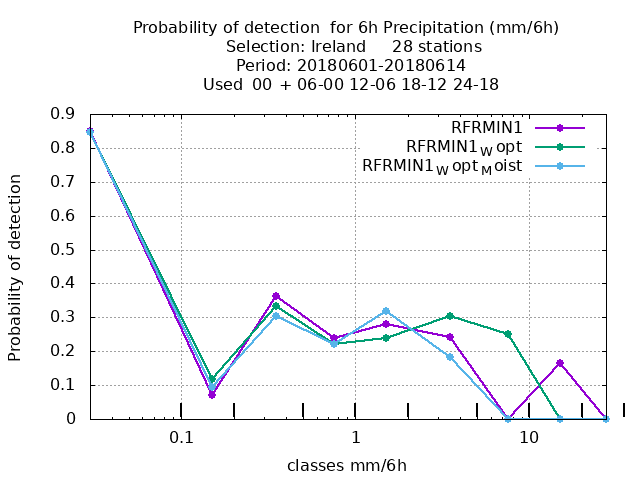 Probability of detection  for 6h Precipitation (mm/6h)
Selection: Ireland     28 stations
Period: 20180601-20180614
Used  00  + 06-00 12-06 18-12 24-18
RFRMIN1
RFRMIN1Wopt
RFRMIN1WoptMoist
Probability of detection
0.9
0.8
0.7
0.6
0.5
0.4
0.3
0.2
0.1
0
0.1 1 10
classes mm/6h